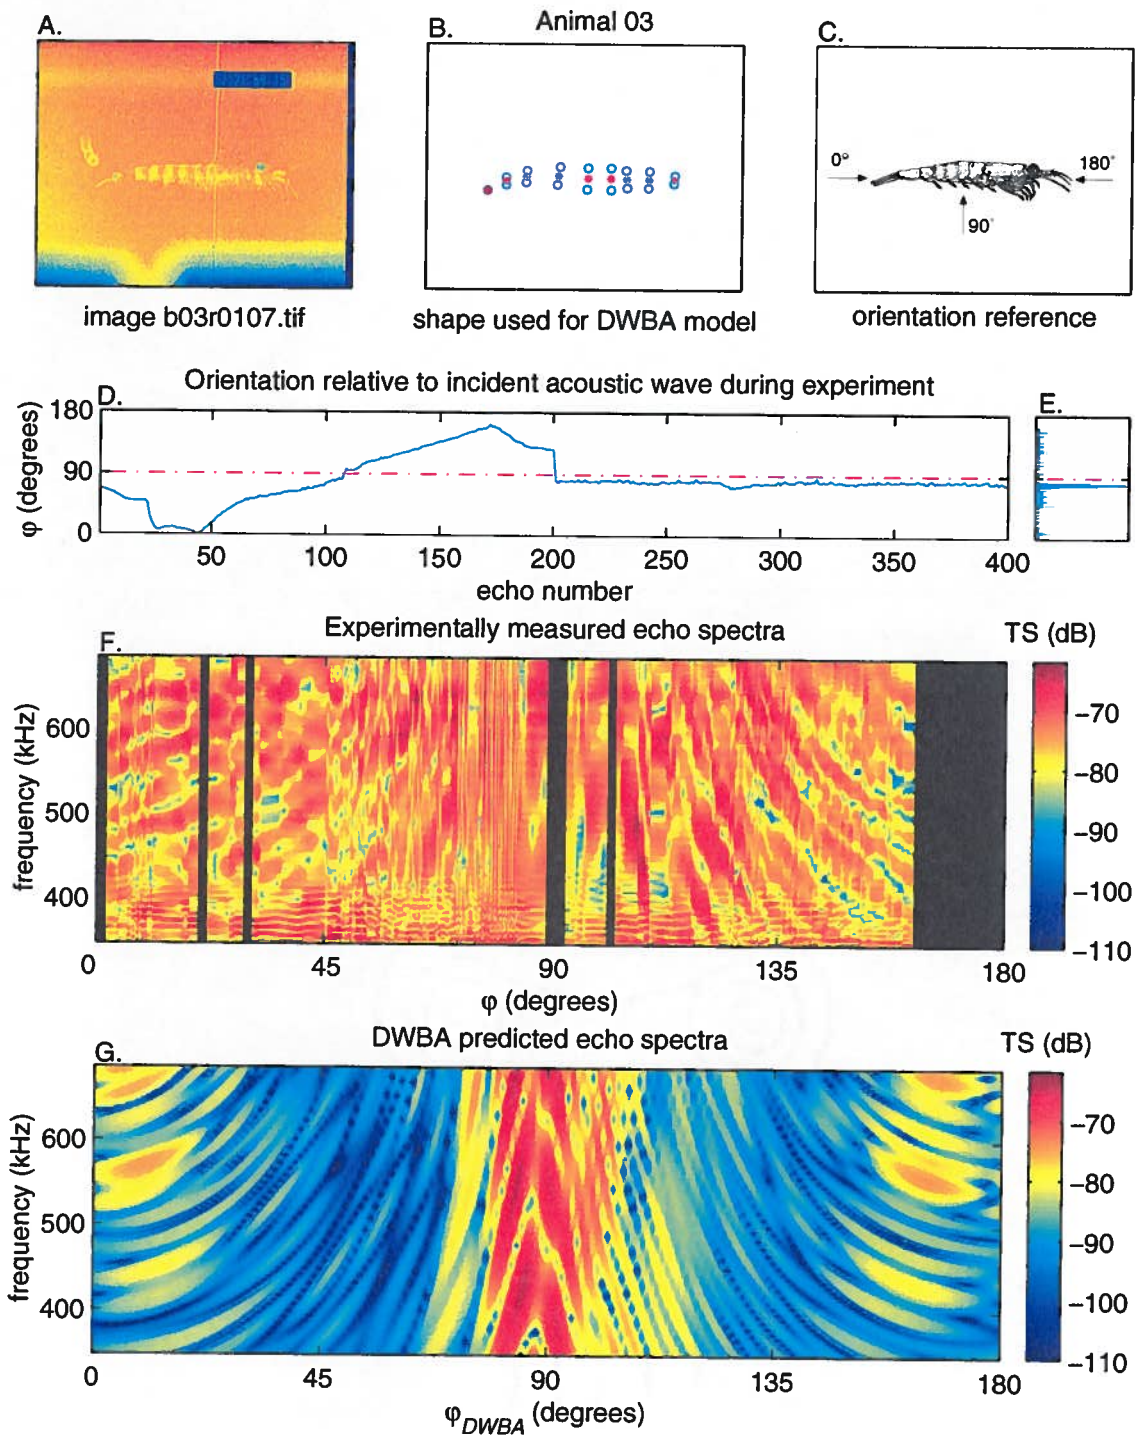 A.
B.
Animal 03
C.
0°
180°
90°
image b03r0107.tif
shape used for DWBA model
orientation reference
Orientation relative to incident acoustic wave during experiment
D.
E.
φ (degrees)
180
90
0
50
100
150
200
250
300
350
400
echo number
F.
Experimentally measured echo spectra
TS (dB)
frequency (kHz)
600
500
400
0
45
90
135
180
φ (degrees)
−70
−80
−90
−100
−110
G.
DWBA predicted echo spectra
TS (dB)
frequency (kHz)
600
500
400
0
45
90
135
180
φDWBA (degrees)
−70
−80
−90
−100
−110